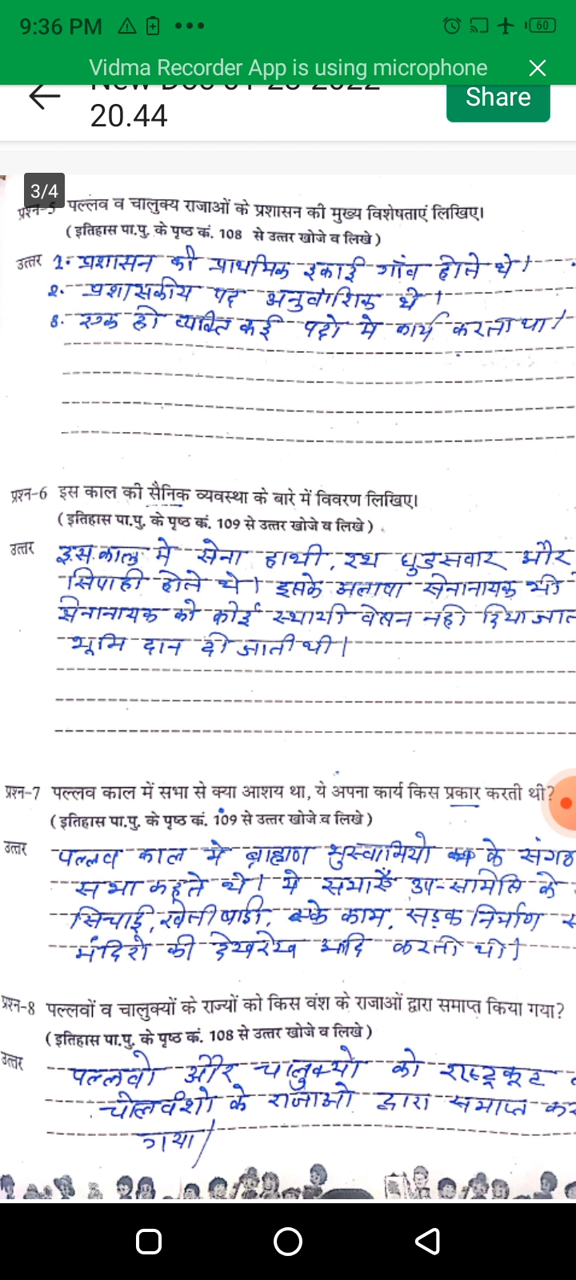 9:36 PM
60
Vidma Recorder App is using microphone
20.44
Share
3/4
प्रश्न-5 पल्लव व चालुक्य राजाओं के प्रशासन की मुख्य विशेषताएं लिखिए।
(इतिहास पा.पु. के पृष्ठ कं. 108 से उत्तर खोजे व लिखे)
उत्तर 1. प्रशासन की प्राथमिक इकाई गाँव होते थे।
2. प्रशासकीय पद अनुवांशिक थे।
3. एक ही व्यक्ति कई पदो मे कार्य करता था।
प्रश्न-6 इस काल की सैनिक व्यवस्था के बारे में विवरण लिखिए।
(इतिहास पा.पु. के पृष्ठ कं. 109 से उत्तर खोजे व लिखे)
उत्तर इस काल मे सेना हाथी, रथ घुडसवार और
सिपाही होते थे। इसके अलावा सेनानायक भी
सेनानायक को कोई स्थायी वेतन नही दिया जात
भूमि दान दी जाती थी।
प्रश्न-7 पल्लव काल में सभा से क्या आशय था, ये अपना कार्य किस प्रकार करती थी?
(इतिहास पा.पु. के पृष्ठ कं. 109 से उत्तर खोजे व लिखे)
उत्तर पल्लव काल मे ब्राह्मण भुस्वामियो के संगठ
सभा कहते थे। ये सभाएँ उप-समिति के
सिचाई, खेतीबाडी, के काम, सड़क निर्माण
मंदिरो की देखरेख आदि करती थी।
प्रश्न-8 पल्लवों व चालुक्यों के राज्यों को किस वंश के राजाओं द्वारा समाप्त किया गया?
(इतिहास पा.पु. के पृष्ठ कं. 108 से उत्तर खोजे व लिखे)
उत्तर पल्लवो और चालुक्यो को राष्ट्रकूट
चोलवंशो के राजाओ द्वारा समाप्त कर
गया।